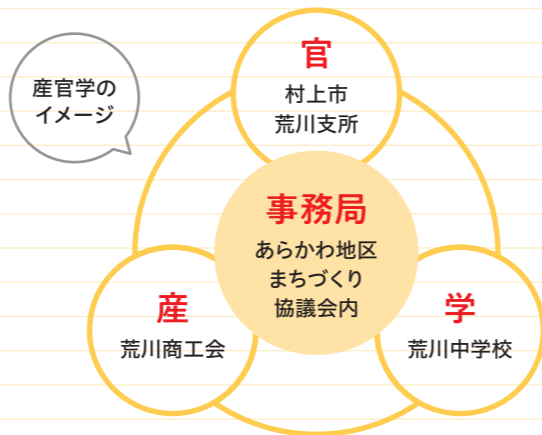 産官学の
イメージ
官
村上市
荒川支所
事務局
あらかわ地区
まちづくり
協議会内
産
荒川商工会
学
荒川中学校